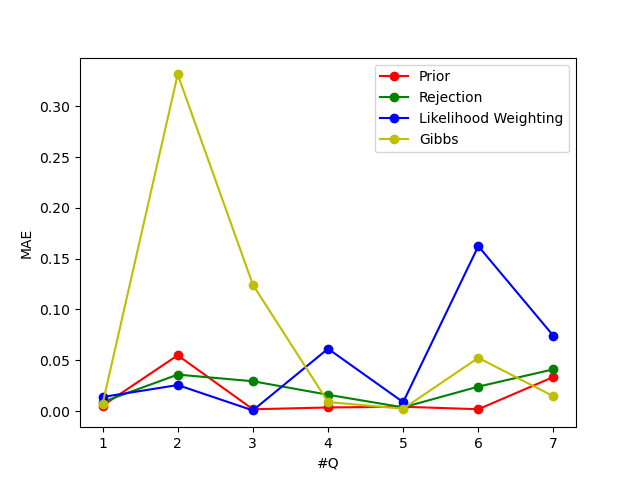 Prior
Rejection
Likelihood Weighting
Gibbs
0.30
0.25
0.20
0.15
0.10
0.05
0.00
MAE
1 2 3 4 5 6 7
#Q